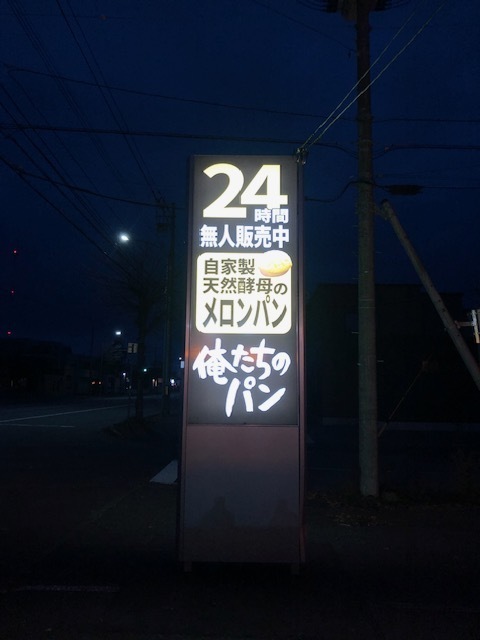 24
時間
無人販売中
自家製
天然酵母の
メロンパン
俺たちの
パン